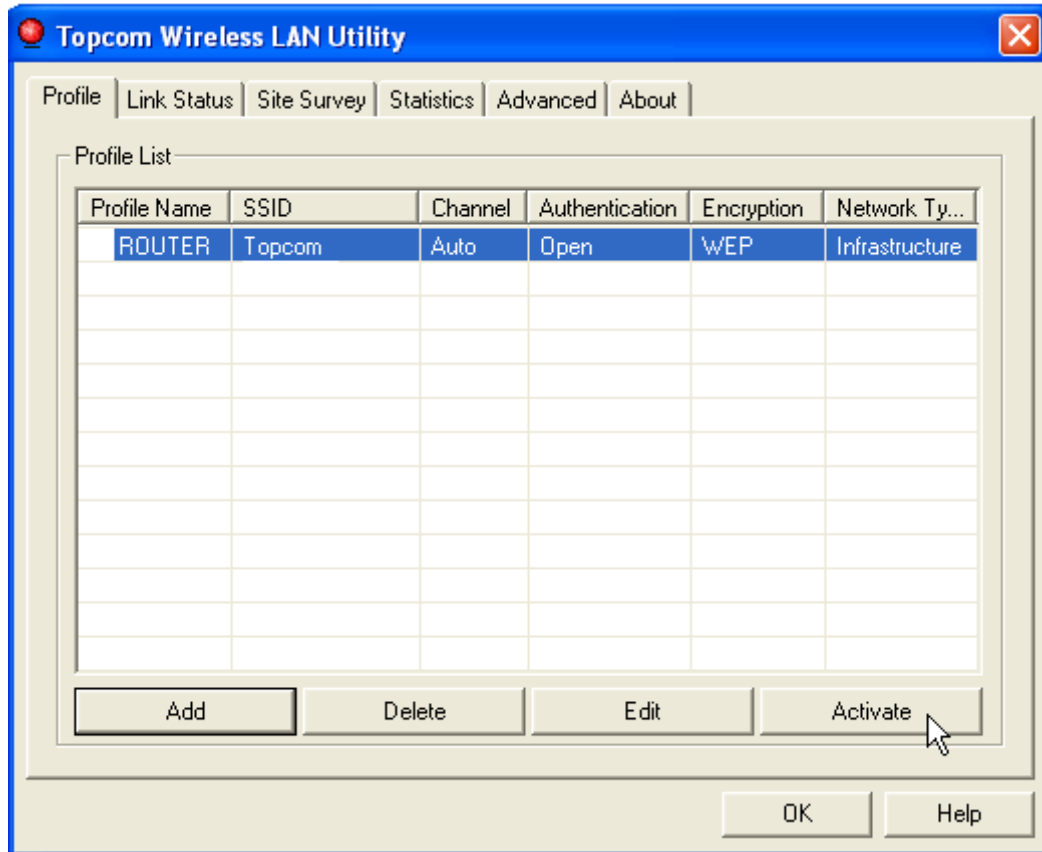 Topcom Wireless LAN Utility
Profile Link Status Site Survey Statistics Advanced About
Profile List
Profile Name SSID Channel Authentication Encryption Network Ty...
ROUTER Topcom Auto Open WEP Infrastructure
Add Delete Edit Activate
OK Help